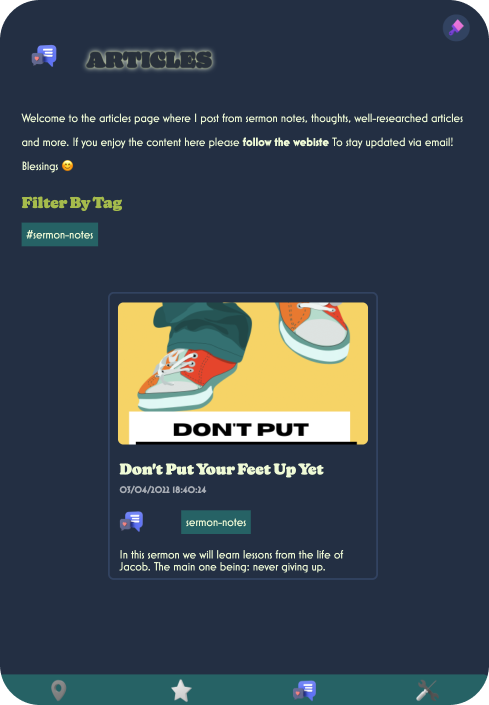 ARTICLES
Welcome to the articles page where I post from sermon notes, thoughts, well-researched articles
and more. If you enjoy the content here please follow the webiste To stay updated via email!
Blessings 😊
Filter By Tag
#sermon-notes
DON'T PUT
Don't Put Your Feet Up Yet
03/04/2022 18:40:24
sermon-notes
In this sermon we will learn lessons from the life of
Jacob. The main one being: never giving up.